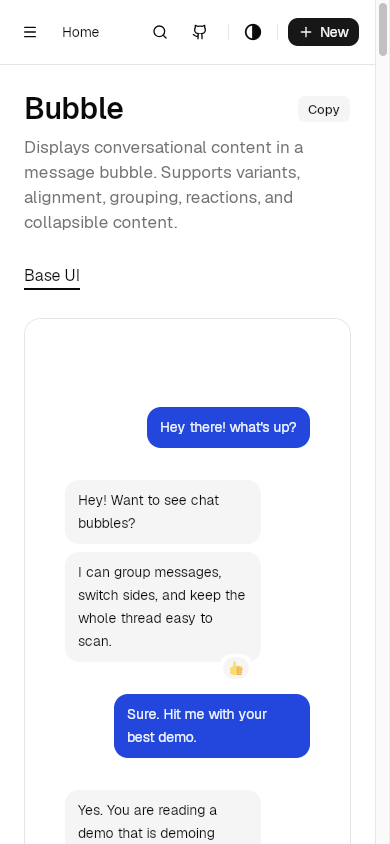 Home
New
Bubble
Copy
Displays conversational content in a
message bubble. Supports variants,
alignment, grouping, reactions, and
collapsible content.
Base UI
Hey there! what's up?
Hey! Want to see chat
bubbles?
I can group messages,
switch sides, and keep the
whole thread easy to
scan.
Sure. Hit me with your
best demo.
Yes. You are reading a
demo that is demoing